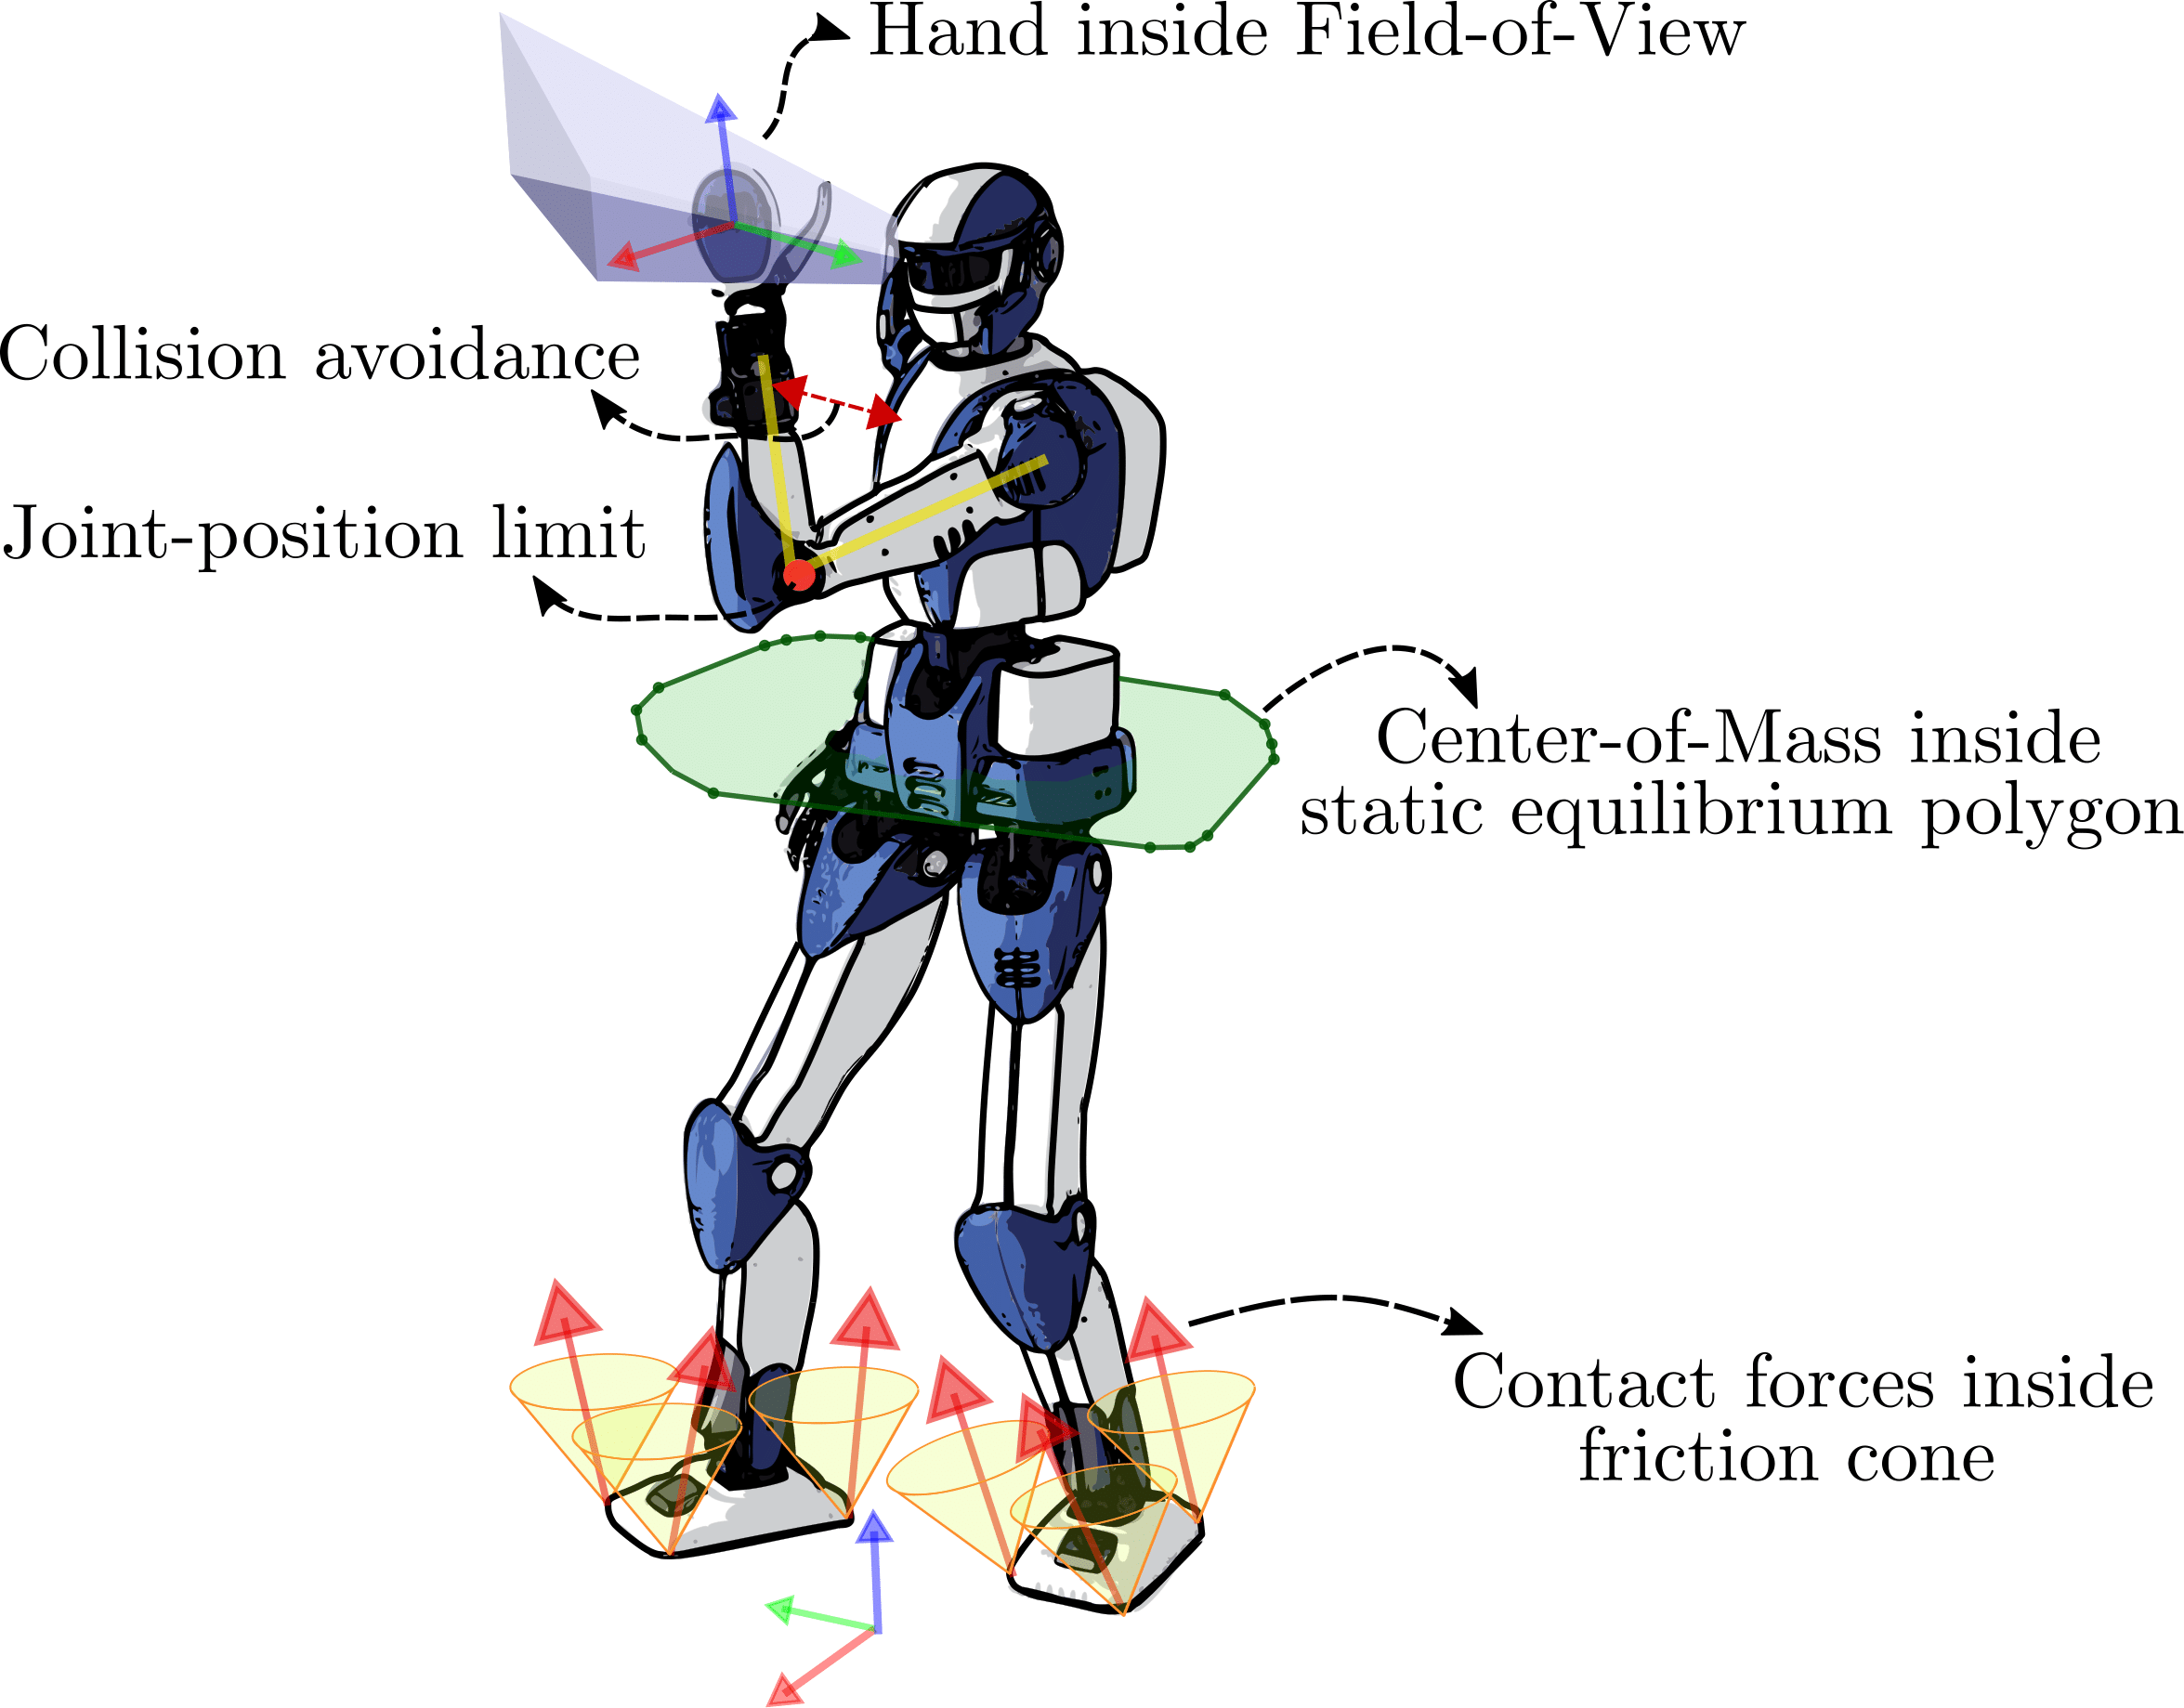 Hand inside Field-of-View
Collision avoidance
Joint-position limit
Center-of-Mass inside
static equilibrium polygon
Contact forces inside
friction cone